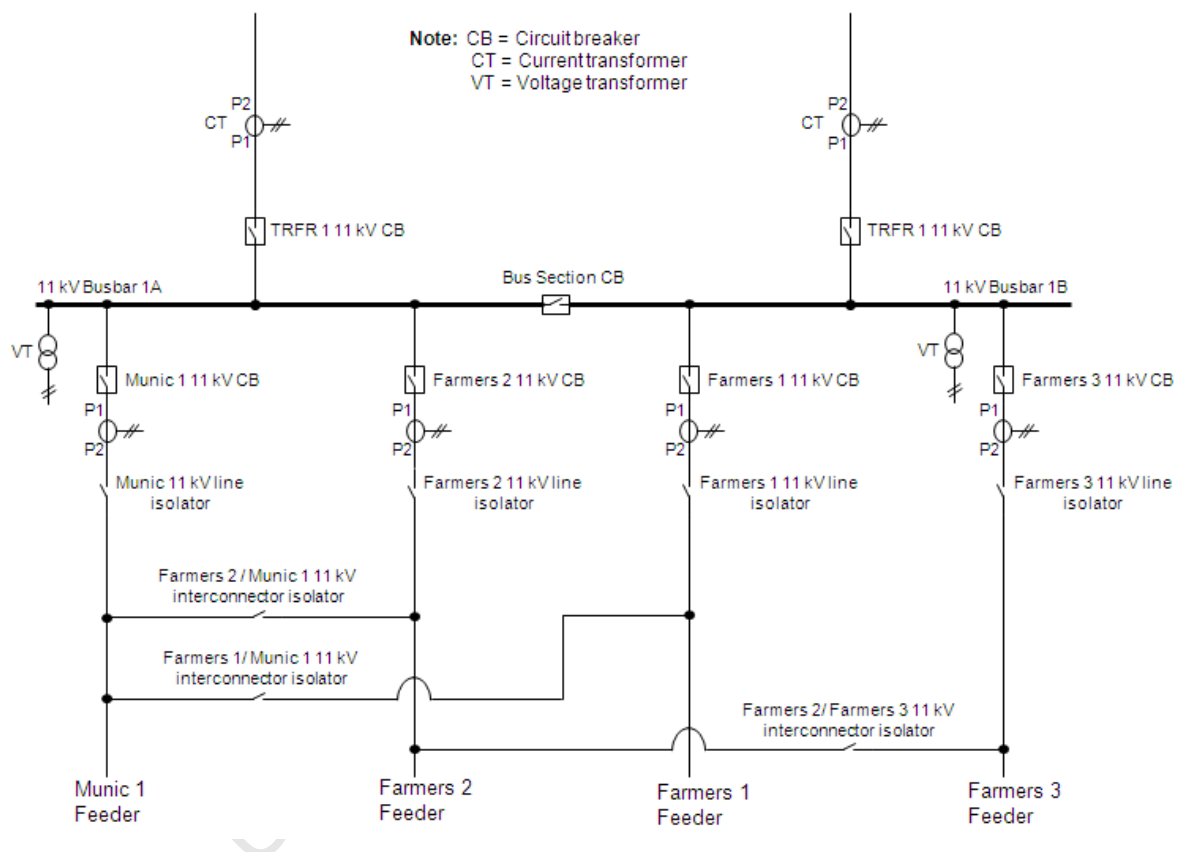 Note: CB = Circuit breaker
CT = Current transformer
VT = Voltage transformer
P2
CT
P1
P2
CT
P1
TRFR 1 11 kV CB
TRFR 1 11 kV CB
Bus Section CB
11 kV Busbar 1A
11 kV Busbar 1B
VT
VT
Munic 1 11 kV CB
Farmers 2 11 kV CB
Farmers 1 11 kV CB
Farmers 3 11 kV CB
P1
P2
P1
P2
P1
P2
P1
P2
Munic 11 kV line
isolator
Farmers 2 11 kV line
isolator
Farmers 1 11 kV line
isolator
Farmers 3 11 kV line
isolator
Farmers 2 / Munic 1 11 kV
interconnector isolator
Farmers 1/ Munic 1 11 kV
interconnector isolator
Farmers 2/ Farmers 3 11 kV
interconnector isolator
Munic 1
Feeder
Farmers 2
Feeder
Farmers 1
Feeder
Farmers 3
Feeder